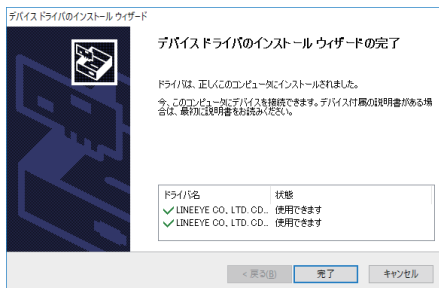 デバイス ドライバのインストール ウィザード
デバイス ドライバのインストール ウィザードの完了
ドライバは、正しくこのコンピュータにインストールされました。
今、このコンピュータにデバイスを接続できます。デバイス付属の説明書がある場
合は、最初に説明書をお読みください。
ドライバ名 状態
LINEEYE CO., LTD. CD... 使用できます
LINEEYE CO., LTD. CD... 使用できます
< 戻る(B) 完了 キャンセル